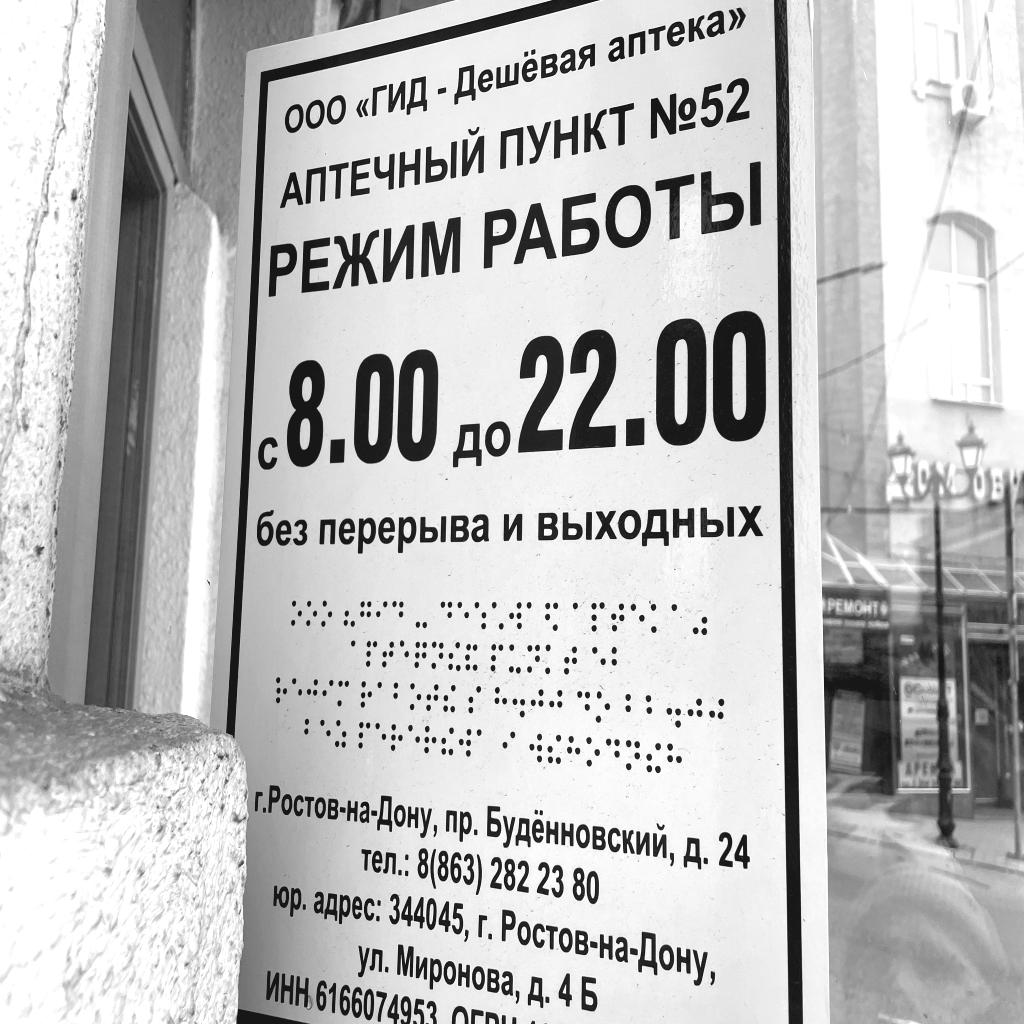 ООО «ГИД - Дешёвая аптека»
АПТЕЧНЫЙ ПУНКТ №52
РЕЖИМ РАБОТЫ
с 8.00 до 22.00
без перерыва и выходных
г.Ростов-на-Дону, пр. Будённовский, д. 24
тел.: 8(863) 282 23 80
юр. адрес: 344045, г. Ростов-на-Дону,
ул. Миронова, д. 4 Б
ИНН 6166074953, ОГРН
РЕМОНТ